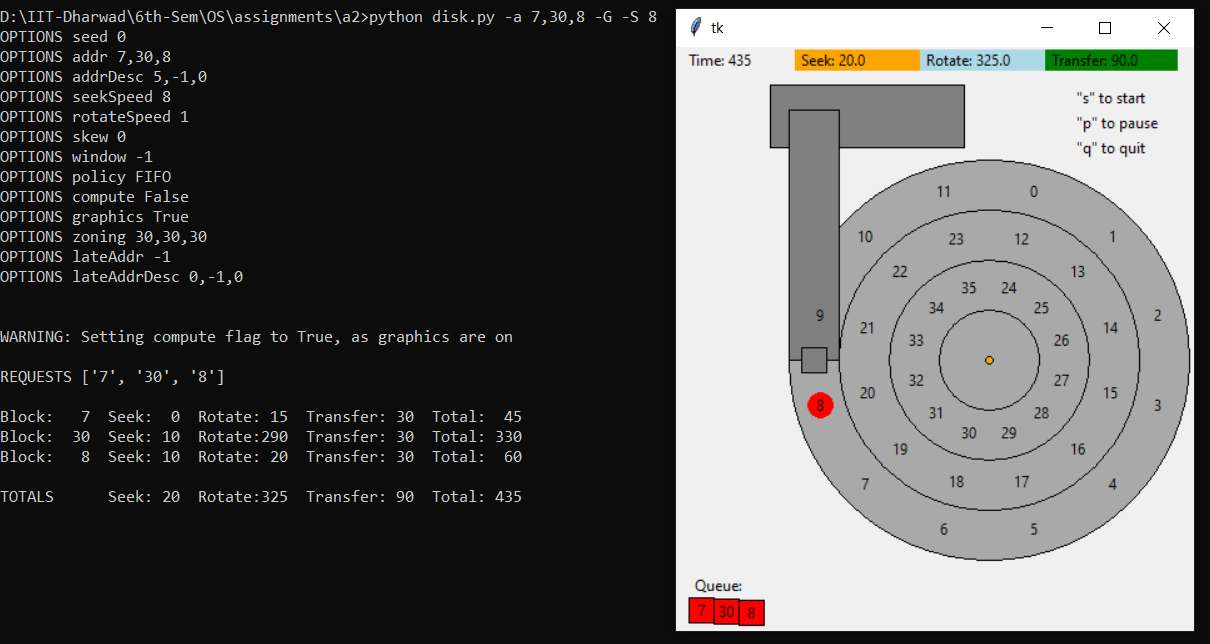 D:\IIT-Dharwad\6th-Sem\OS\assignments\a2>python disk.py -a 7,30,8 -G -S 8
OPTIONS seed 0
OPTIONS addr 7,30,8
OPTIONS addrDesc 5,-1,0
OPTIONS seekSpeed 8
OPTIONS rotateSpeed 1
OPTIONS skew 0
OPTIONS window -1
OPTIONS policy FIFO
OPTIONS compute False
OPTIONS graphics True
OPTIONS zoning 30,30,30
OPTIONS lateAddr -1
OPTIONS lateAddrDesc 0,-1,0
WARNING: Setting compute flag to True, as graphics are on
REQUESTS ['7', '30', '8']
Block:   7  Seek:  0  Rotate: 15  Transfer: 30  Total:  45
Block:  30  Seek: 10  Rotate:290  Transfer: 30  Total: 330
Block:   8  Seek: 10  Rotate: 20  Transfer: 30  Total:  60
TOTALS      Seek: 20  Rotate:325  Transfer: 90  Total: 435
tk
Time: 435 Seek: 20.0 Rotate: 325.0 Transfer: 90.0
"s" to start
"p" to pause
"q" to quit
11 0
10 23 12 1
22 13
35 24
34 25
9 21 14 2
33 26
32 27
20 15
8 3
31 28
30 29
19 16
7 18 17 4
6 5
Queue:
7 30 8